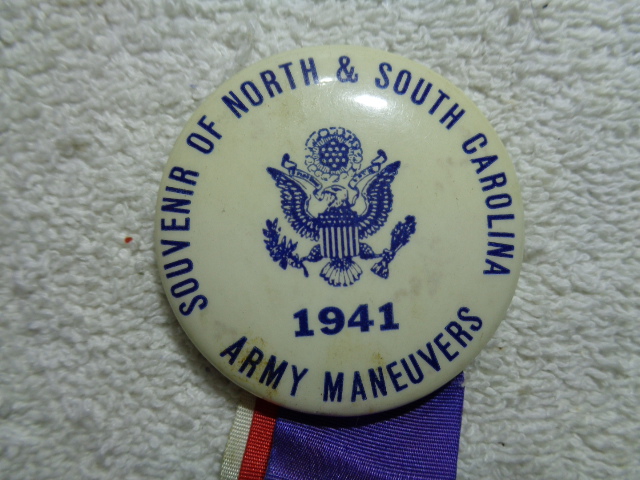 SOUVENIR OF NORTH & SOUTH CAROLINA
1941
ARMY MANEUVERS